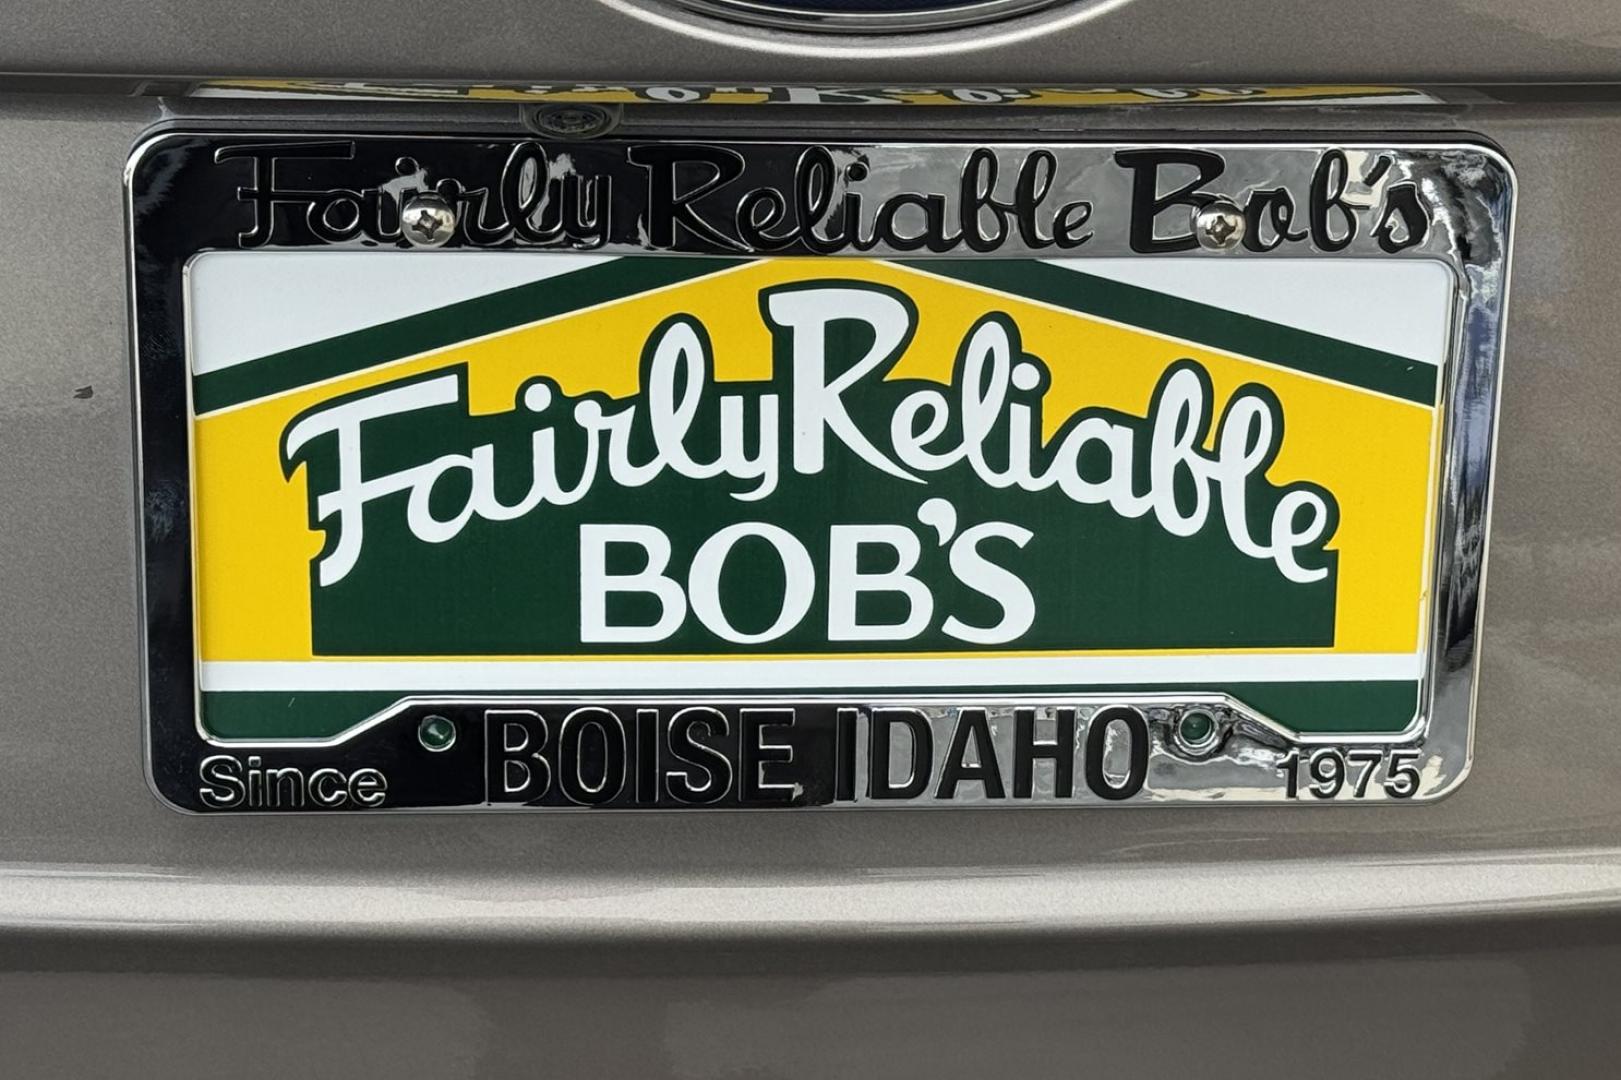 Fairly Reliable Bob's
Fairly Reliable
BOB'S
Since BOISE IDAHO 1975